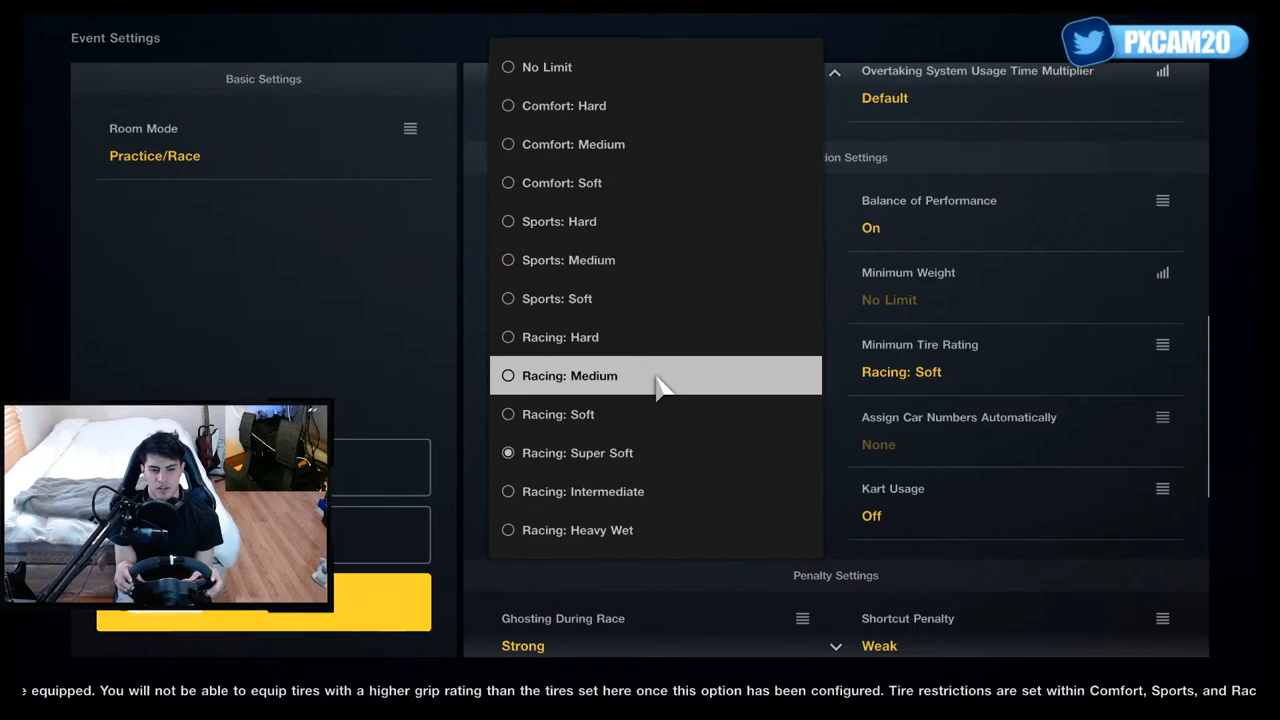 Event Settings
PXCAM20
Basic Settings
Room Mode
Practice/Race
No Limit
Comfort: Hard
Comfort: Medium
Comfort: Soft
Sports: Hard
Sports: Medium
Sports: Soft
Racing: Hard
Racing: Medium
Racing: Soft
Racing: Super Soft
Racing: Intermediate
Racing: Heavy Wet
Overtaking System Usage Time Multiplier
Default
tion Settings
Balance of Performance
On
Minimum Weight
No Limit
Minimum Tire Rating
Racing: Soft
Assign Car Numbers Automatically
None
Kart Usage
Off
Penalty Settings
Ghosting During Race
Strong
Shortcut Penalty
Weak
e equipped. You will not be able to equip tires with a higher grip rating than the tires set here once this option has been configured. Tire restrictions are set within Comfort, Sports, and Rac